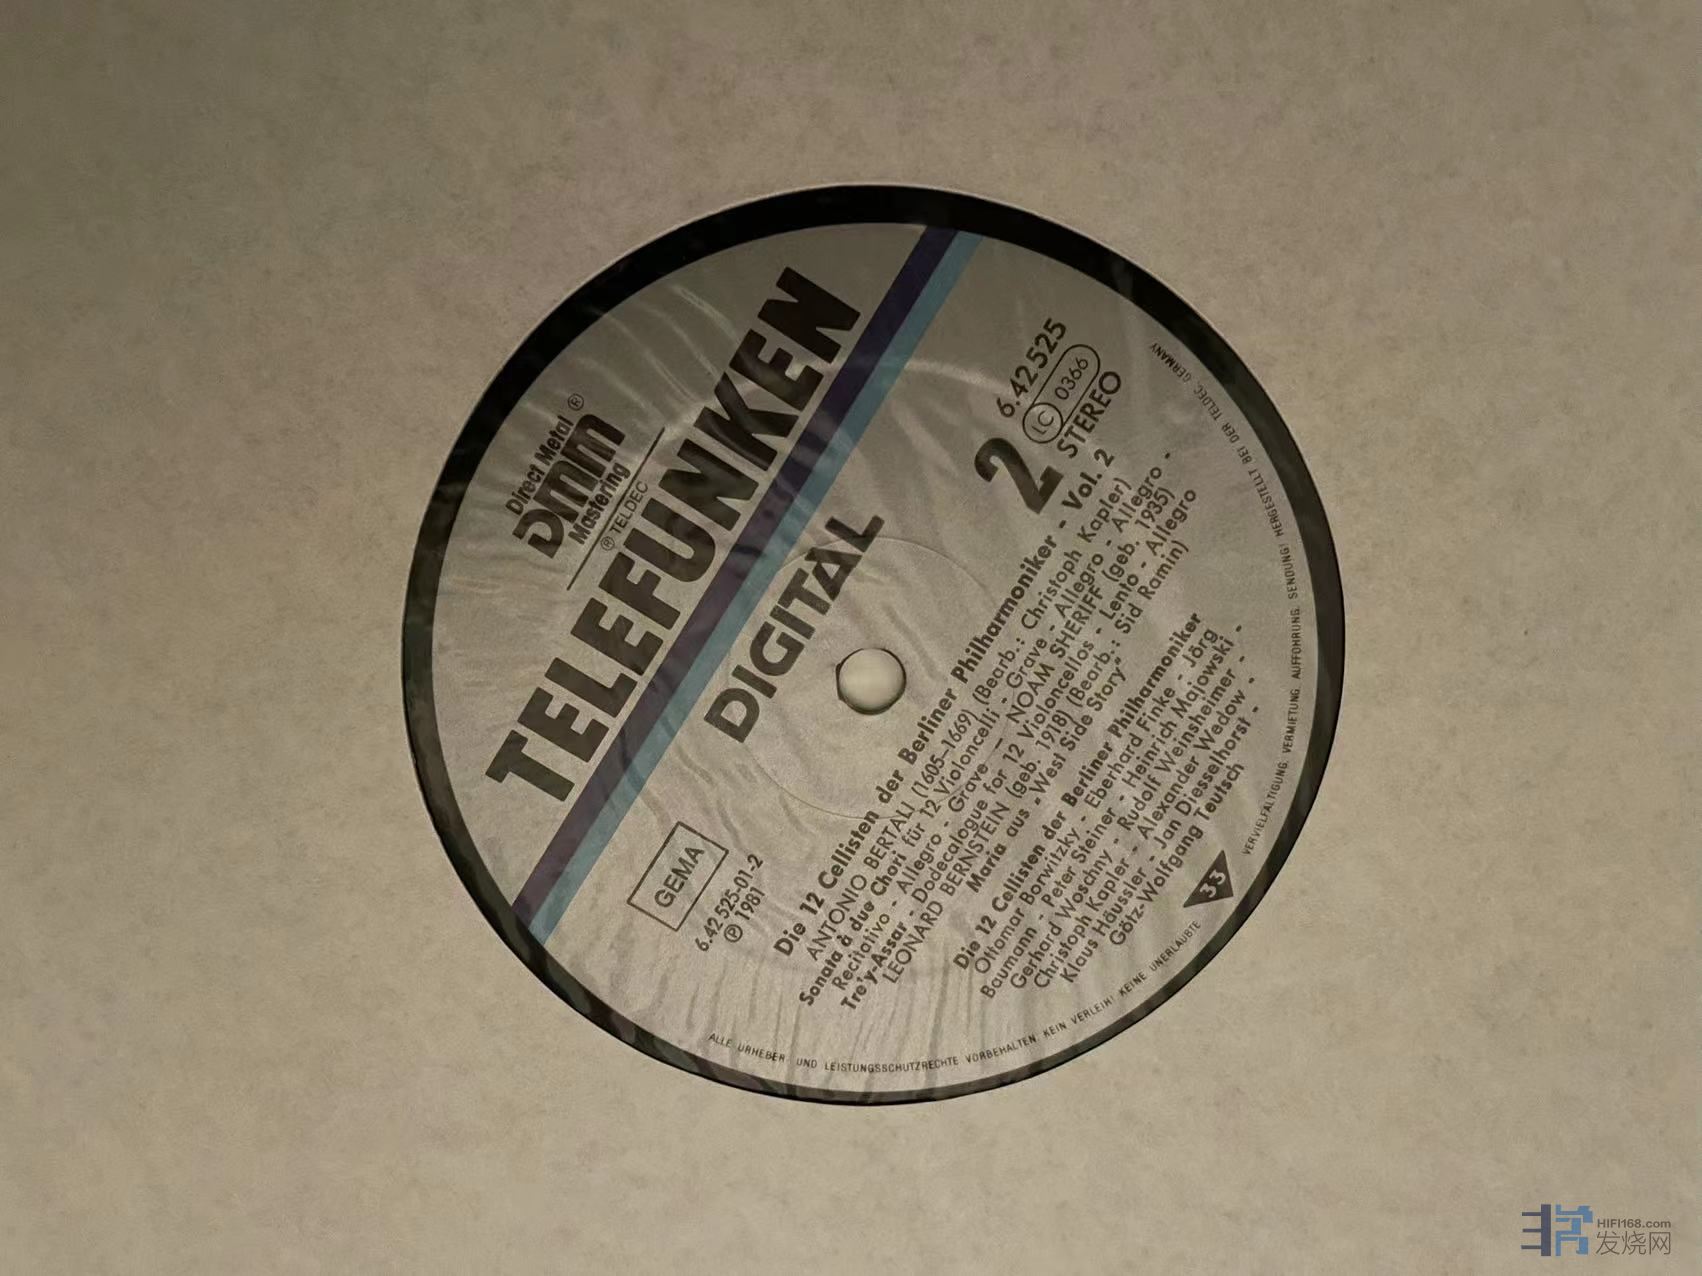 Direct Metal ®
DMM
Mastering
® TELDEC
TELEFUNKEN
DIGITAL
6.42525
LC 0366
STEREO
2
GEMA
6.42 525-01-2
℗ 1981
Die 12 Cellisten der Berliner Philharmoniker - Vol. 2
ANTONIO BERTALI (1605–1669) (Bearb.: Christoph Kapler)
Sonata à due Chori für 12 Violoncelli - Grave - Allegro - Allegro -
Recitativo - Allegro - Grave — NOAM SHERIFF (geb. 1935)
Tre'y-Assar - Dodecalogue for 12 Violoncellos - Lento - Allegro
LEONARD BERNSTEIN (geb. 1918) (Bearb.: Sid Ramin)
Maria aus „West Side Story“
Die 12 Cellisten der Berliner Philharmoniker
Ottomar Borwitzky - Eberhard Finke - Jörg
Baumann - Peter Steiner - Heinrich Majowski -
Gerhard Woschny - Rudolf Weinsheimer -
Christoph Kapler - Alexander Wedow -
Klaus Häussler - Jan Diesselhorst -
Götz-Wolfgang Teutsch
33
ALLE URHEBER- UND LEISTUNGSSCHUTZRECHTE VORBEHALTEN. KEIN VERLEIH! KEINE UNERLAUBTE VERVIELFÄLTIGUNG, VERMIETUNG, AUFFÜHRUNG, SENDUNG! HERGESTELLT BEI DER TELDEC, GERMANY
HIFI168.com
发烧网